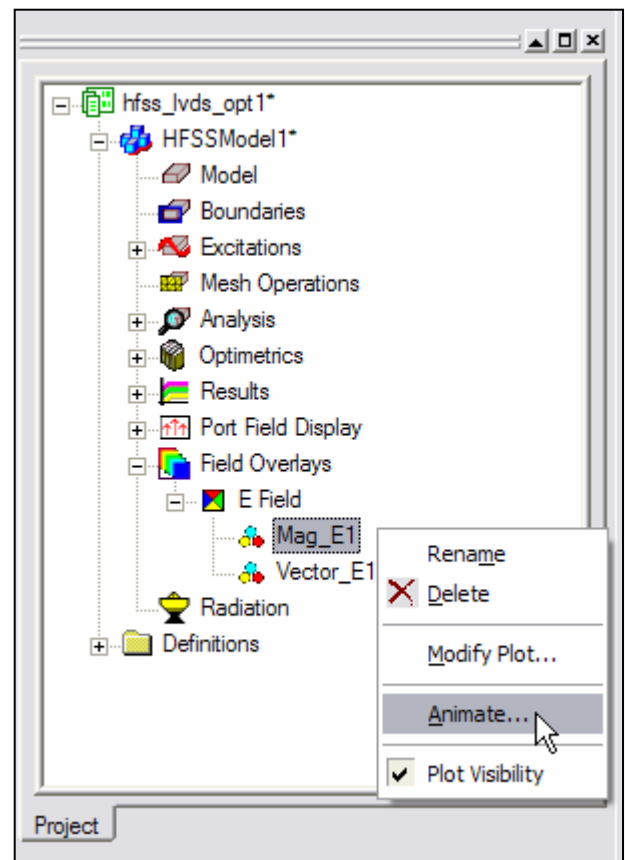 hfss_lvds_opt1*
HFSSModel1*
Model
Boundaries
Excitations
Mesh Operations
Analysis
Optimetrics
Results
Port Field Display
Field Overlays
E Field
Mag_E1
Vector_E1
Radiation
Definitions
Rename
Delete
Modify Plot...
Animate...
Plot Visibility
Project